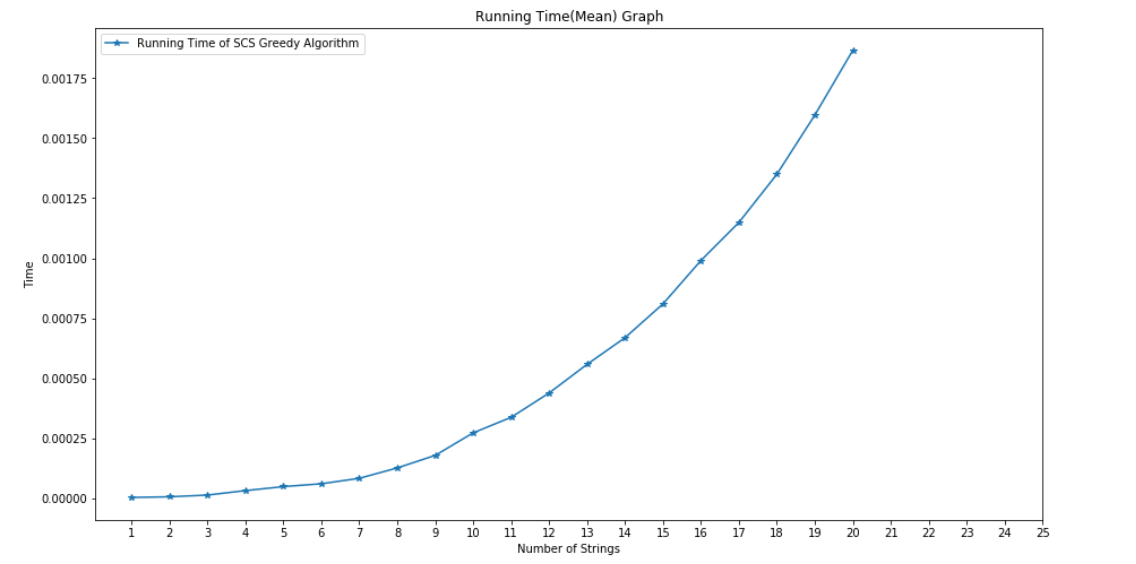 Running Time(Mean) Graph
Running Time of SCS Greedy Algorithm
0.00175
0.00150
0.00125
0.00100
0.00075
0.00050
0.00025
0.00000
Time
1 2 3 4 5 6 7 8 9 10 11 12 13 14 15 16 17 18 19 20 21 22 23 24 25
Number of Strings